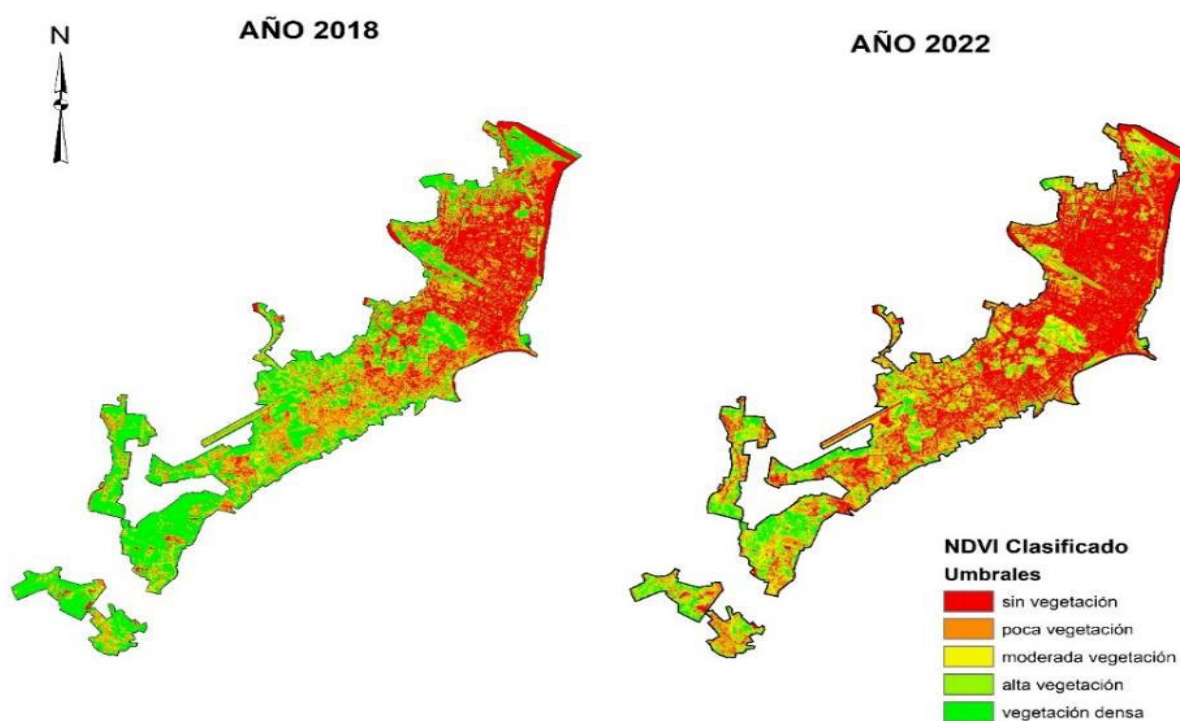 AÑO 2018
AÑO 2022
N
NDVI Clasificado
Umbrales
sin vegetación
poca vegetación
moderada vegetación
alta vegetación
vegetación densa